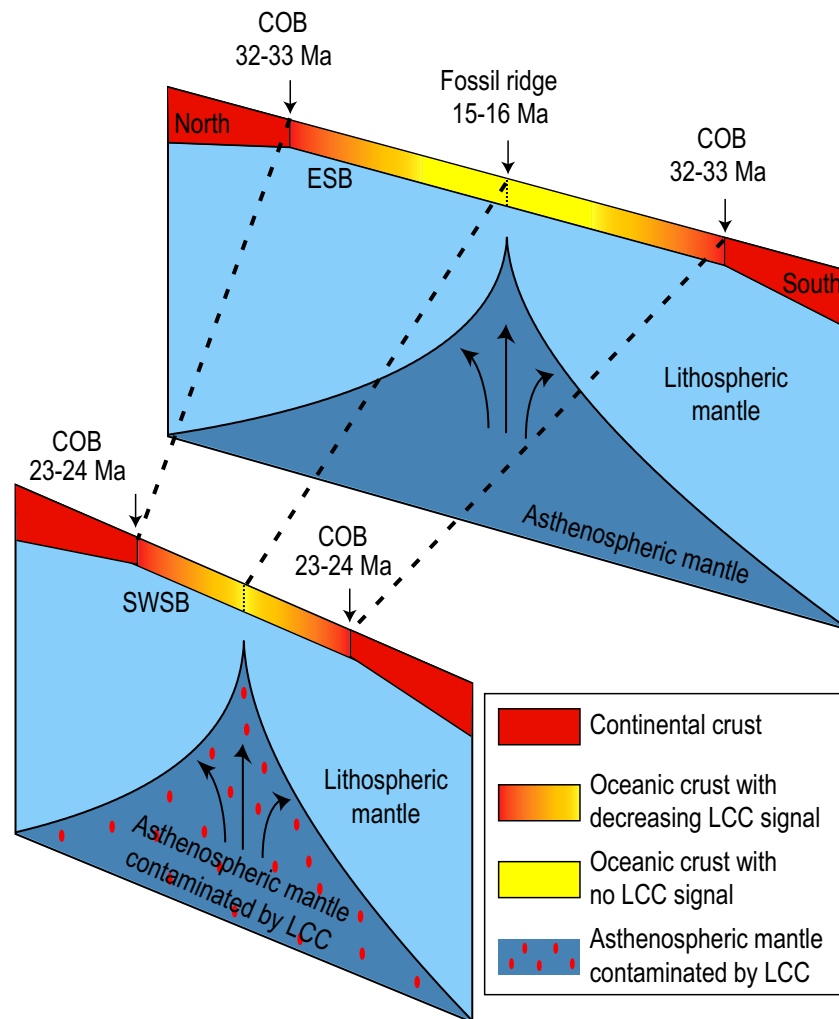 COB
32-33 Ma
Fossil ridge
15-16 Ma
COB
32-33 Ma
North
ESB
South
Lithospheric
mantle
Asthenospheric mantle
COB
23-24 Ma
COB
23-24 Ma
SWSB
Lithospheric
mantle
Asthenospheric mantle
contaminated by LCC
Continental crust
Oceanic crust with
decreasing LCC signal
Oceanic crust with
no LCC signal
Asthenospheric mantle
contaminated by LCC